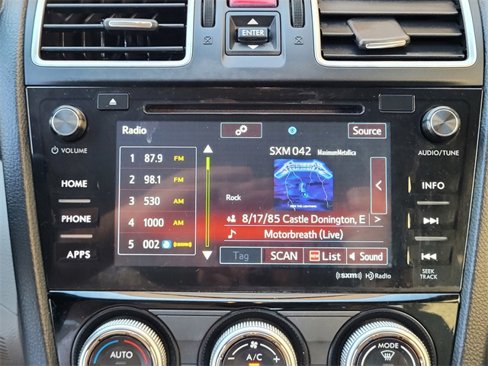 ENTER
VOLUME
HOME
PHONE
APPS
Radio
Source
1 87.9 FM
2 98.1 FM
3 530 AM
4 1000 AM
5 002 ((sxm))
SXM 042 MaximumMetallica
Rock
8/17/85 Castle Donington, E >
Motorbreath (Live)
Tag SCAN List Sound
((sxm)) HD Radio
AUDIO/TUNE
INFO
SEEK
TRACK
AUTO
A/C
MODE